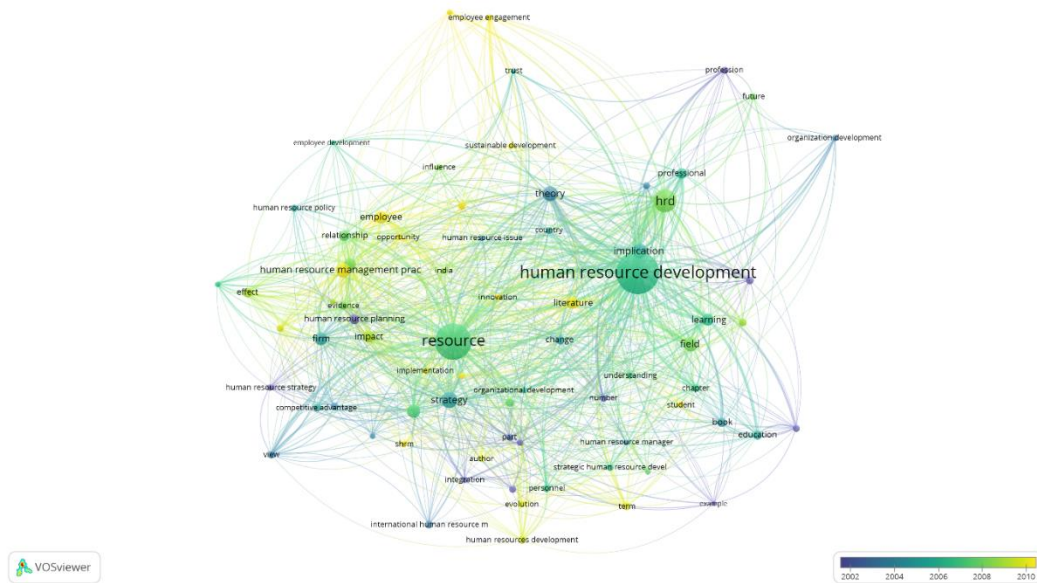 employee engagement
trust
profession
future
organization development
employee development
sustainable development
influence
professional
theory
hrd
human resource policy
employee
relationship
opportunity
human resource issue
country
implication
human resource management prac
india
human resource development
effect
innovation
literature
evidence
human resource planning
learning
firm
impact
resource
change
field
implementation
understanding
human resource strategy
organizational development
chapter
competitive advantage
strategy
number
student
book
part
education
view
shrm
human resource manager
author
strategic human resource devel
integration
personnel
evolution
term
example
international human resource m
human resources development
VOSviewer
2002 2004 2006 2008 2010